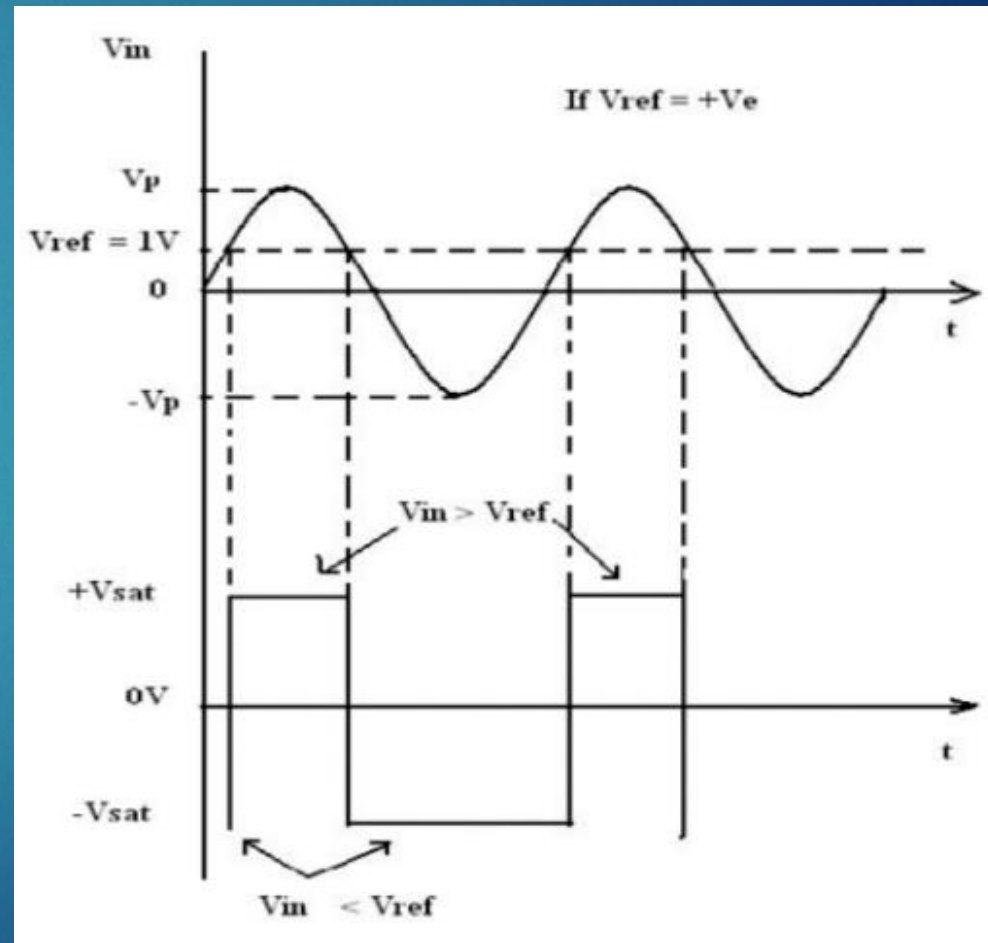 Vin
If Vref = +Ve
Vp
Vref = 1V
0
t
-Vp
Vin > Vref
+Vsat
0V
t
-Vsat
Vin < Vref